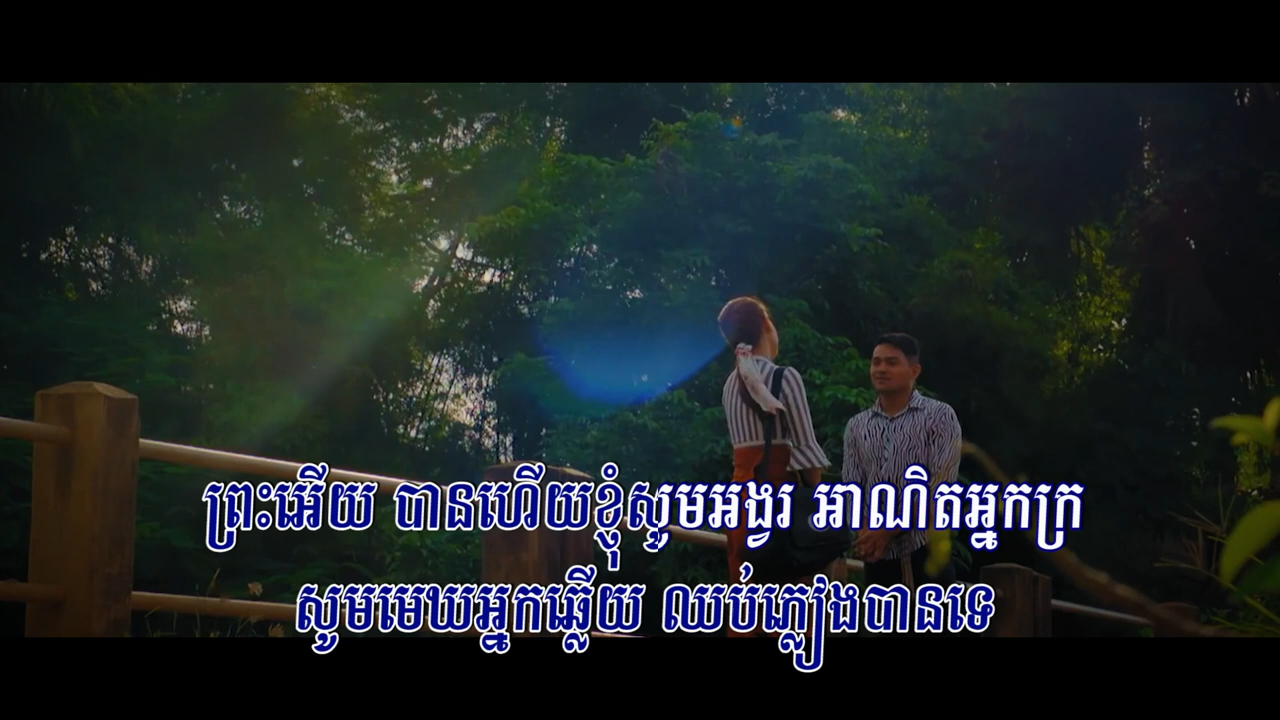 ព្រះអើយ បានហើយខ្ញុំសូមអង្វរ អាណិតអ្នកក្រ
សូមមេឃអ្នកឆ្លើយ ឈប់ភ្លៀងបានទេ